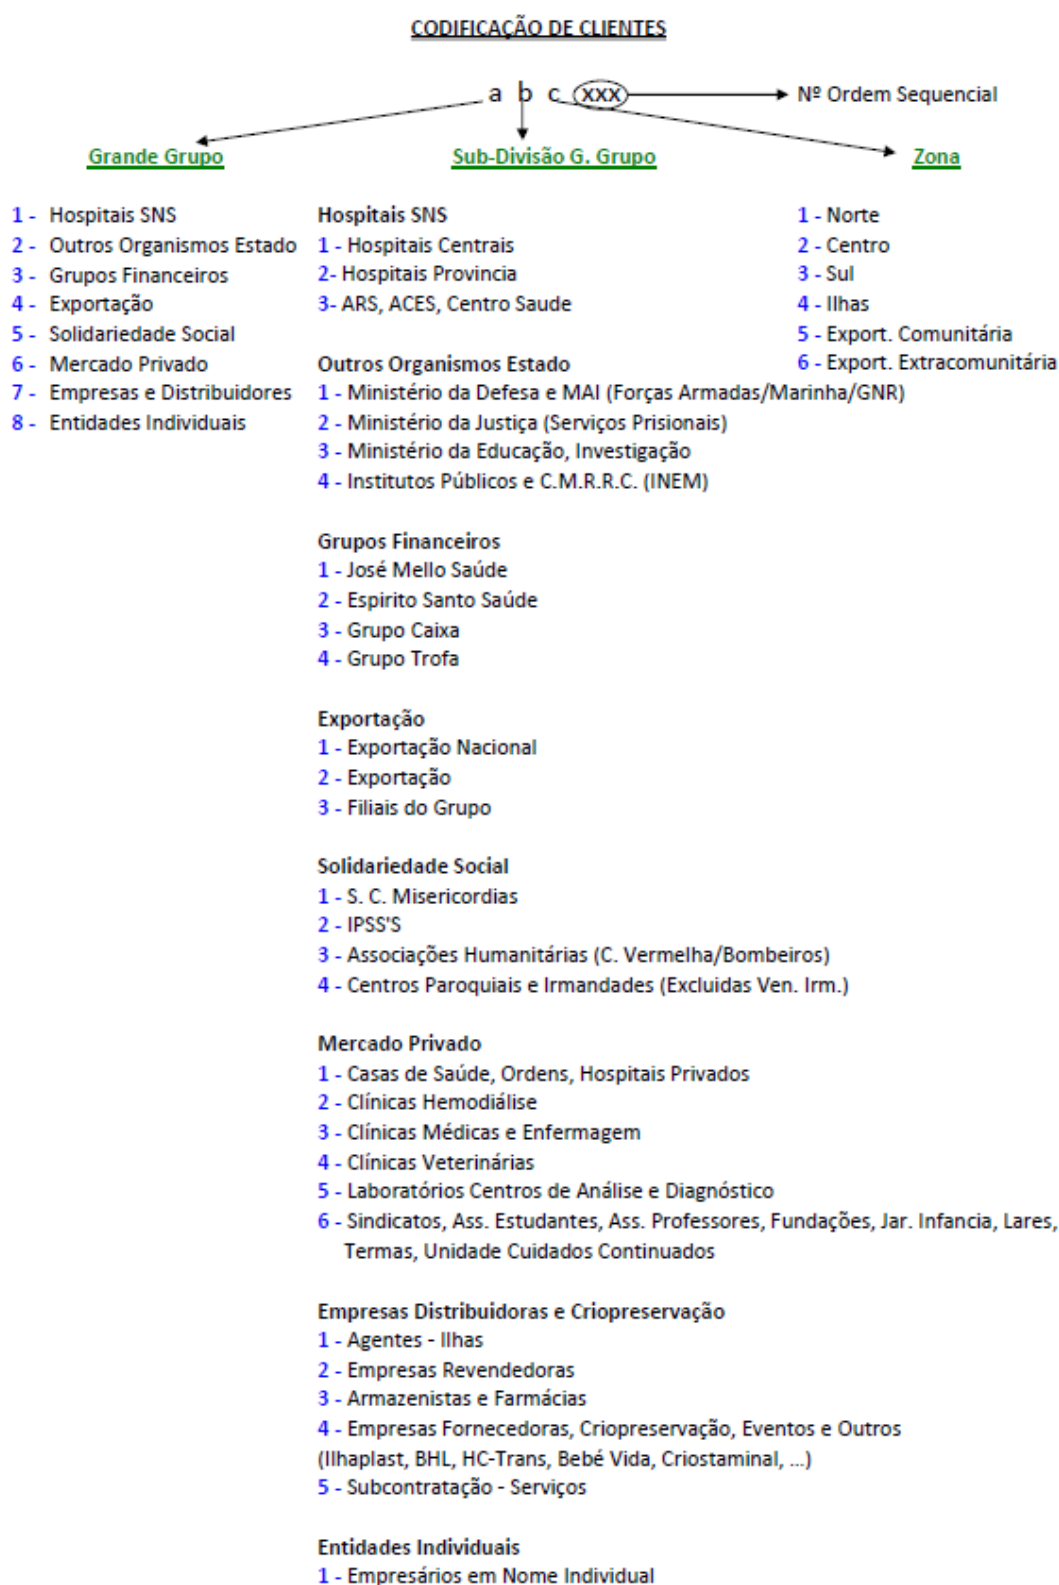 CODIFICAÇÃO DE CLIENTES
a b c xxx Nº Ordem Sequencial
Grande Grupo
1 - Hospitais SNS
2 - Outros Organismos Estado
3 - Grupos Financeiros
4 - Exportação
5 - Solidariedade Social
6 - Mercado Privado
7 - Empresas e Distribuidores
8 - Entidades Individuais
Sub-Divisão G. Grupo
Hospitais SNS
1 - Hospitais Centrais
2- Hospitais Provincia
3- ARS, ACES, Centro Saude
Outros Organismos Estado
1 - Ministério da Defesa e MAI (Forças Armadas/Marinha/GNR)
2 - Ministério da Justiça (Serviços Prisionais)
3 - Ministério da Educação, Investigação
4 - Institutos Públicos e C.M.R.R.C. (INEM)
Grupos Financeiros
1 - José Mello Saúde
2 - Espirito Santo Saúde
3 - Grupo Caixa
4 - Grupo Trofa
Exportação
1 - Exportação Nacional
2 - Exportação
3 - Filiais do Grupo
Solidariedade Social
1 - S. C. Misericordias
2 - IPSS'S
3 - Associações Humanitárias (C. Vermelha/Bombeiros)
4 - Centros Paroquiais e Irmandades (Excluidas Ven. Irm.)
Mercado Privado
1 - Casas de Saúde, Ordens, Hospitais Privados
2 - Clínicas Hemodiálise
3 - Clínicas Médicas e Enfermagem
4 - Clínicas Veterinárias
5 - Laboratórios Centros de Análise e Diagnóstico
6 - Sindicatos, Ass. Estudantes, Ass. Professores, Fundações, Jar. Infancia, Lares,
Termas, Unidade Cuidados Continuados
Empresas Distribuidoras e Criopreservação
1 - Agentes - Ilhas
2 - Empresas Revendedoras
3 - Armazenistas e Farmácias
4 - Empresas Fornecedoras, Criopreservação, Eventos e Outros
(Ilhaplast, BHL, HC-Trans, Bebé Vida, Criostaminal, ...)
5 - Subcontratação - Serviços
Entidades Individuais
1 - Empresários em Nome Individual
Zona
1 - Norte
2 - Centro
3 - Sul
4 - Ilhas
5 - Export. Comunitária
6 - Export. Extracomunitária